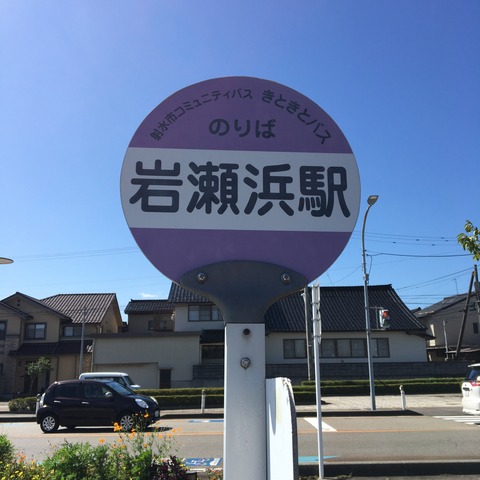 射水市コミュニティバス きときとバス
のりば
岩瀬浜駅